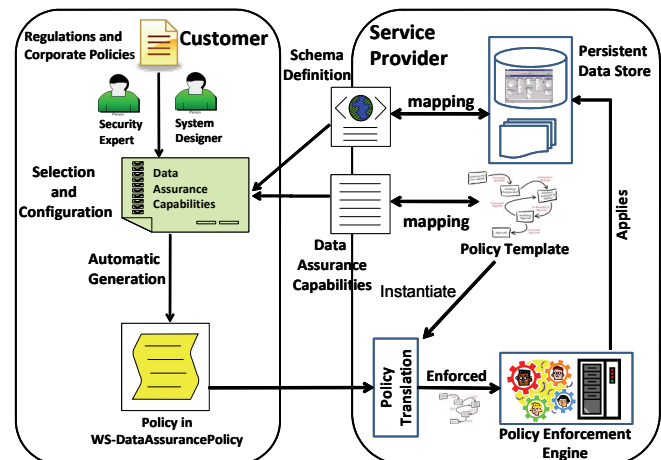 Regulations and
Corporate Policies
Customer
Security
Expert
System
Designer
Selection
and
Configuration
Data
Assurance
Capabilities
Automatic
Generation
Policy in
WS-DataAssurancePolicy
Schema
Definition
Data
Assurance
Capabilities
Service
Provider
mapping
Persistent
Data Store
mapping
Policy Template
Instantiate
Applies
Policy
Translation
Enforced
Policy Enforcement
Engine